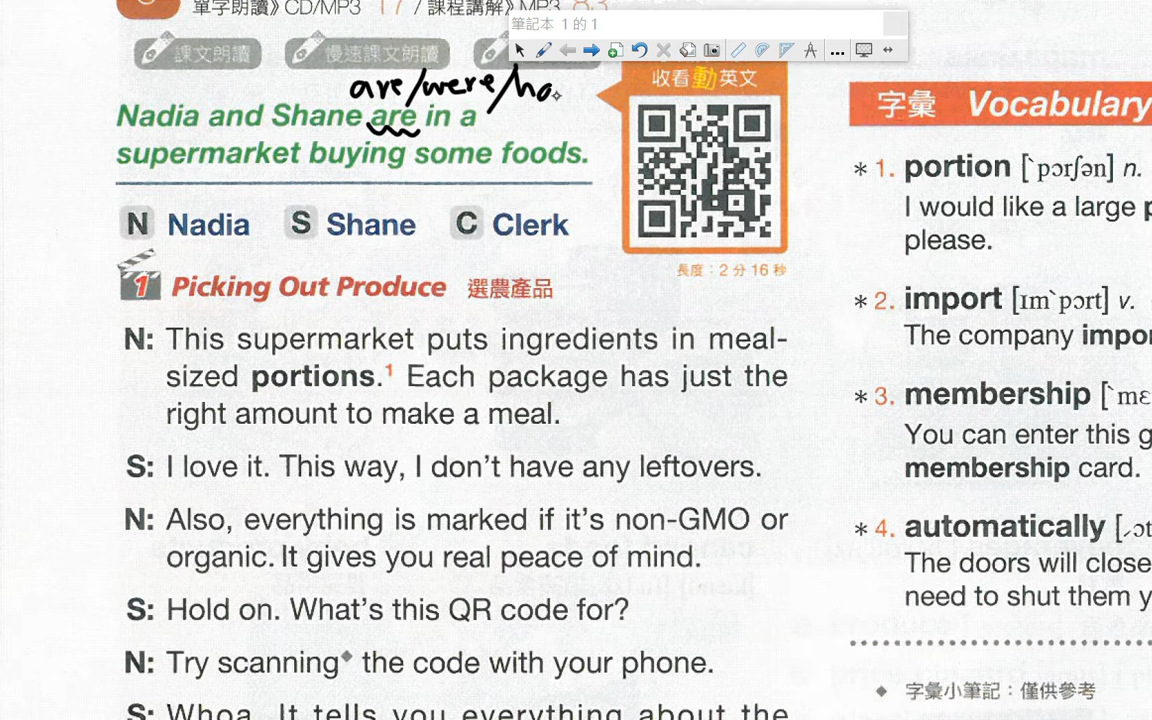 單字朗讀》CD/MP3 17 / 課程講解》MP3 83
筆記本 1 的 1
課文朗讀
慢速課文朗讀
are/were/ha
收看動英文
Nadia and Shane are in a
supermarket buying some foods.
N Nadia S Shane C Clerk
長度：2 分 16 秒
1 Picking Out Produce 選農產品
N: This supermarket puts ingredients in meal-
sized portions.1 Each package has just the
right amount to make a meal.
S: I love it. This way, I don't have any leftovers.
N: Also, everything is marked if it's non-GMO or
organic. It gives you real peace of mind.
S: Hold on. What's this QR code for?
N: Try scanning◆ the code with your phone.
S: Whoa. It tells you everything about the
字彙 Vocabulary
* 1. portion [ˋpɔrʃən] n.
I would like a large p
please.
* 2. import [ɪmˋpɔrt] v.
The company impor
* 3. membership [ˋmɛ
You can enter this g
membership card.
* 4. automatically [ˏɔt
The doors will close
need to shut them y
◆ 字彙小筆記：僅供參考